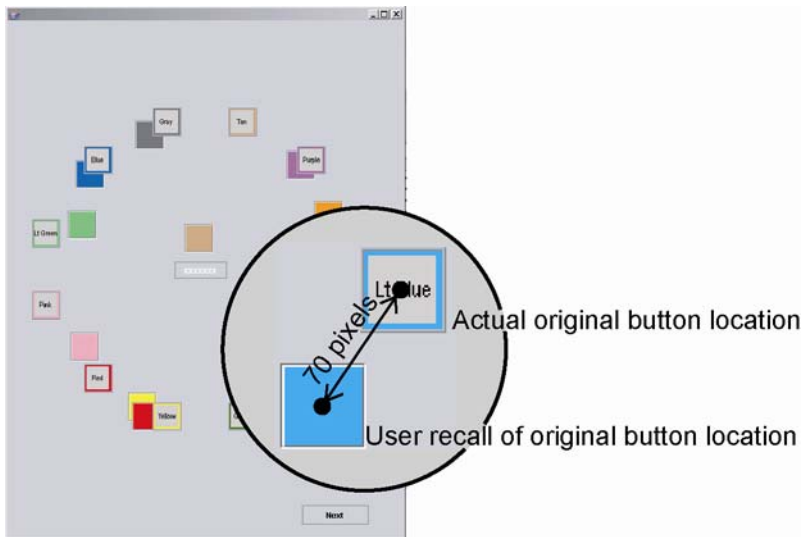 Gray
Tan
Blue
Purple
Lt Green
XXXXXXX
Lt Blue
Pink
70 pixels
Actual original button location
Red
Yellow
User recall of original button location
Next